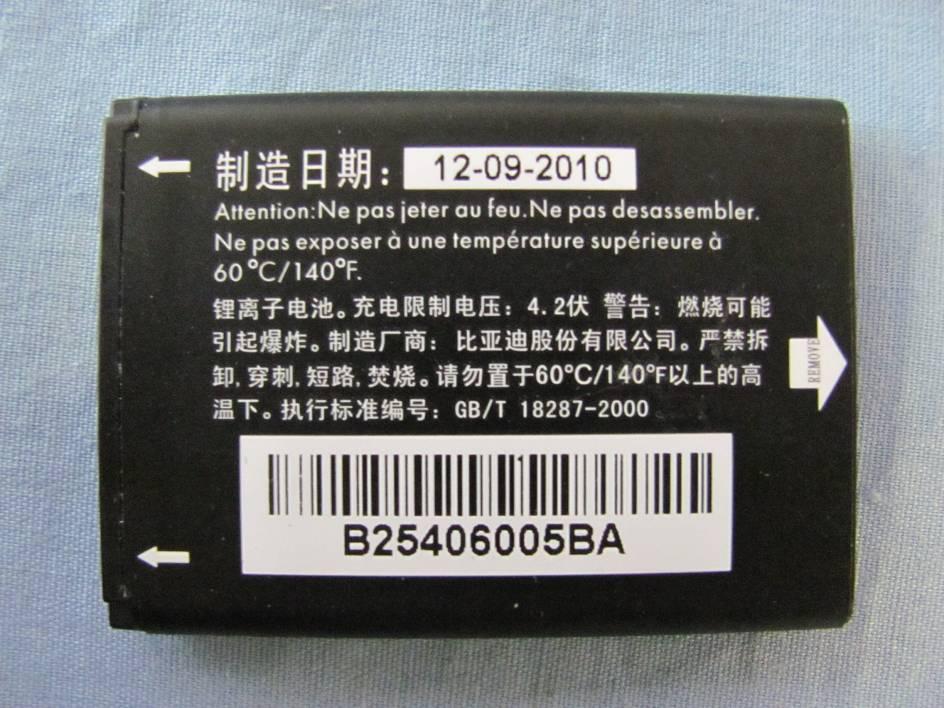 制造日期： 12-09-2010
Attention:Ne pas jeter au feu.Ne pas desassembler.
Ne pas exposer à une température supérieure à
60°C/140°F.
锂离子电池。充电限制电压：4.2伏 警告：燃烧可能
引起爆炸。制造厂商：比亚迪股份有限公司。严禁拆
卸,穿刺,短路,焚烧。请勿置于60°C/140°F以上的高
温下。执行标准编号：GB/T 18287-2000
REMOVE
B25406005BA